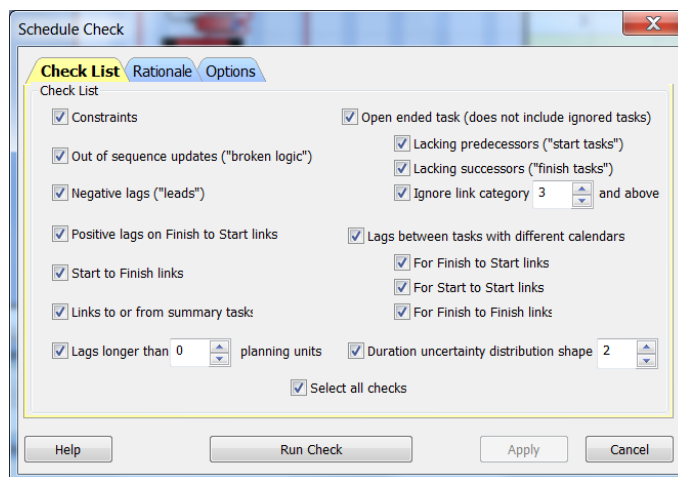 Schedule Check
Check List Rationale Options
Check List
Constraints
Out of sequence updates ("broken logic")
Negative lags ("leads")
Positive lags on Finish to Start links
Start to Finish links
Links to or from summary tasks
Lags longer than 0 planning units
Open ended task (does not include ignored tasks)
Lacking predecessors ("start tasks")
Lacking successors ("finish tasks")
Ignore link category 3 and above
Lags between tasks with different calendars
For Finish to Start links
For Start to Start links
For Finish to Finish links
Duration uncertainty distribution shape 2
Select all checks
Help Run Check Apply Cancel